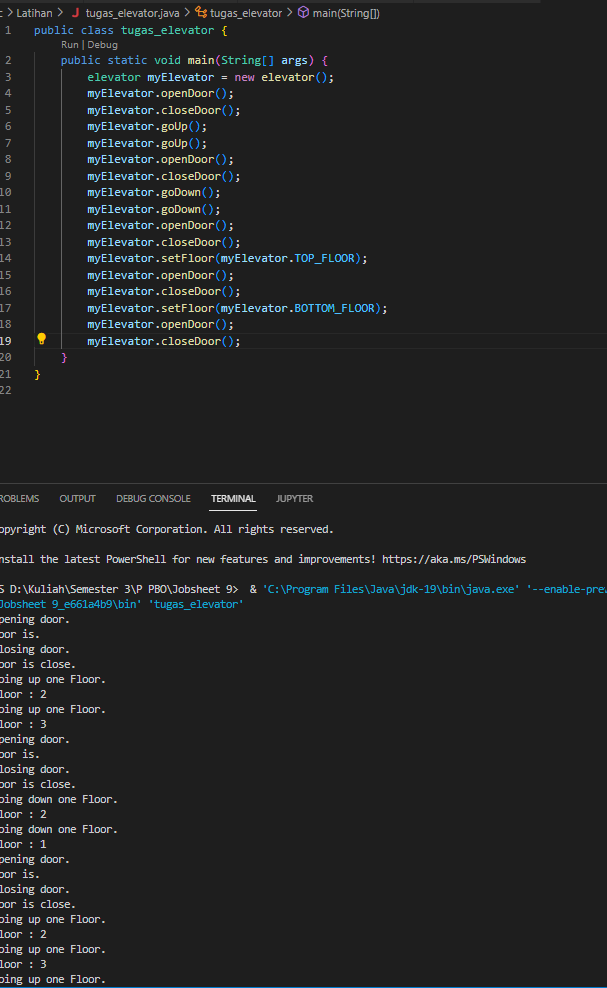 c > Latihan > J tugas_elevator.java > tugas_elevator > main(String[])
1 public class tugas_elevator {
Run | Debug
2 public static void main(String[] args) {
3 elevator myElevator = new elevator();
4 myElevator.openDoor();
5 myElevator.closeDoor();
6 myElevator.goUp();
7 myElevator.goUp();
8 myElevator.openDoor();
9 myElevator.closeDoor();
10 myElevator.goDown();
11 myElevator.goDown();
12 myElevator.openDoor();
13 myElevator.closeDoor();
14 myElevator.setFloor(myElevator.TOP_FLOOR);
15 myElevator.openDoor();
16 myElevator.closeDoor();
17 myElevator.setFloor(myElevator.BOTTOM_FLOOR);
18 myElevator.openDoor();
19 myElevator.closeDoor();
20 }
21 }
22
ROBLEMS OUTPUT DEBUG CONSOLE TERMINAL JUPYTER
opyright (C) Microsoft Corporation. All rights reserved.
nstall the latest PowerShell for new features and improvements! https://aka.ms/PSWindows
S D:\Kuliah\Semester 3\P PBO\Jobsheet 9> & 'C:\Program Files\Java\jdk-19\bin\java.exe' '--enable-prev
Jobsheet 9_e661a4b9\bin' 'tugas_elevator'
pening door.
oor is.
losing door.
oor is close.
oing up one Floor.
loor : 2
oing up one Floor.
loor : 3
pening door.
oor is.
losing door.
oor is close.
oing down one Floor.
loor : 2
oing down one Floor.
loor : 1
pening door.
oor is.
losing door.
oor is close.
oing up one Floor.
loor : 2
oing up one Floor.
loor : 3
oing up one Floor.